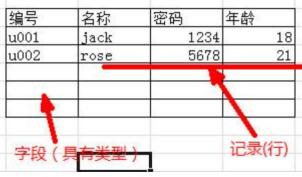 编号 名称 密码 年龄
u001 jack 1234 18
u002 rose 5678 21
字段（具有类型） 记录(行)